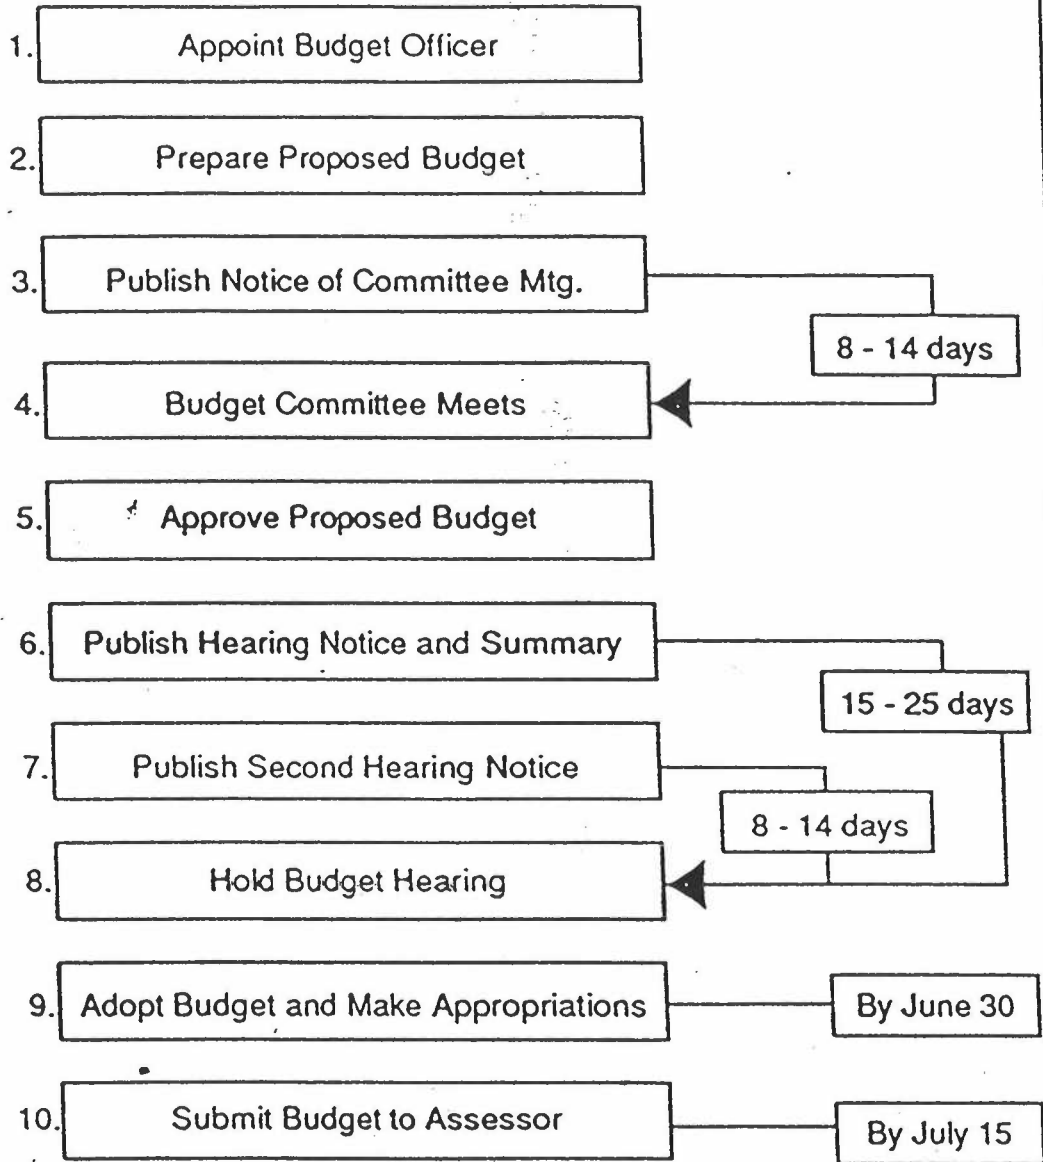 1. Appoint Budget Officer
2. Prepare Proposed Budget
3. Publish Notice of Committee Mtg.
8 - 14 days
4. Budget Committee Meets
5. Approve Proposed Budget
6. Publish Hearing Notice and Summary
15 - 25 days
7. Publish Second Hearing Notice
8 - 14 days
8. Hold Budget Hearing
9. Adopt Budget and Make Appropriations By June 30
10. Submit Budget to Assessor By July 15